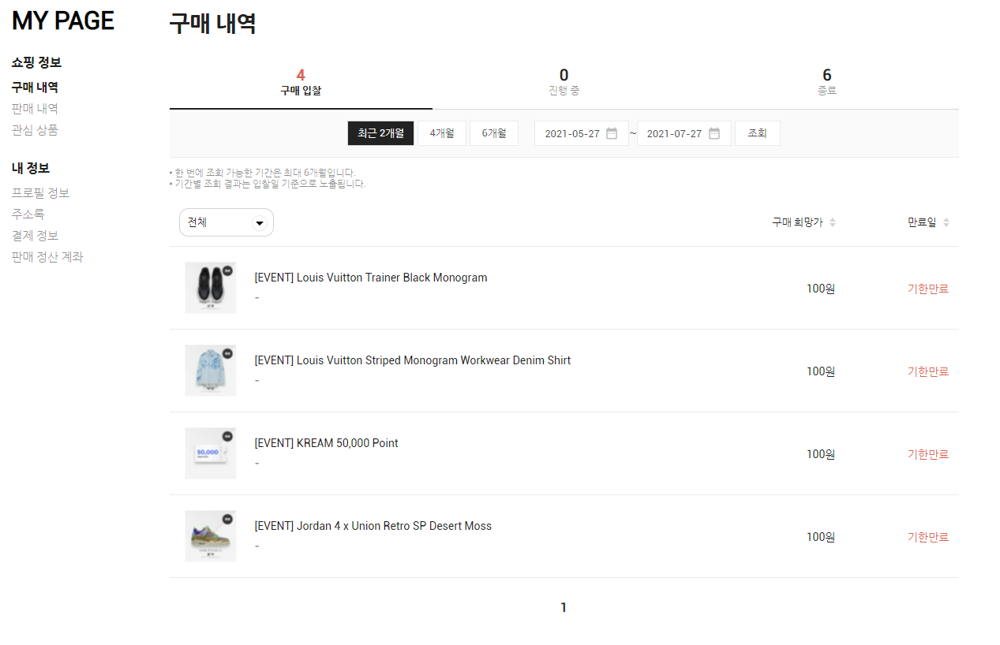 MY PAGE
쇼핑 정보
구매 내역
판매 내역
관심 상품
내 정보
프로필 정보
주소록
결제 정보
판매 정산 계좌
구매 내역
4
구매 입찰
0
진행 중
6
종료
최근 2개월 4개월 6개월 2021-05-27 ~ 2021-07-27 조회
• 한 번에 조회 가능한 기간은 최대 6개월입니다.
• 기간별 조회 결과는 입찰일 기준으로 노출됩니다.
전체 구매 희망가 만료일
[EVENT] Louis Vuitton Trainer Black Monogram
-
100원 기한만료
[EVENT] Louis Vuitton Striped Monogram Workwear Denim Shirt
-
100원 기한만료
50,000
[EVENT] KREAM 50,000 Point
-
100원 기한만료
[EVENT] Jordan 4 x Union Retro SP Desert Moss
-
100원 기한만료
1